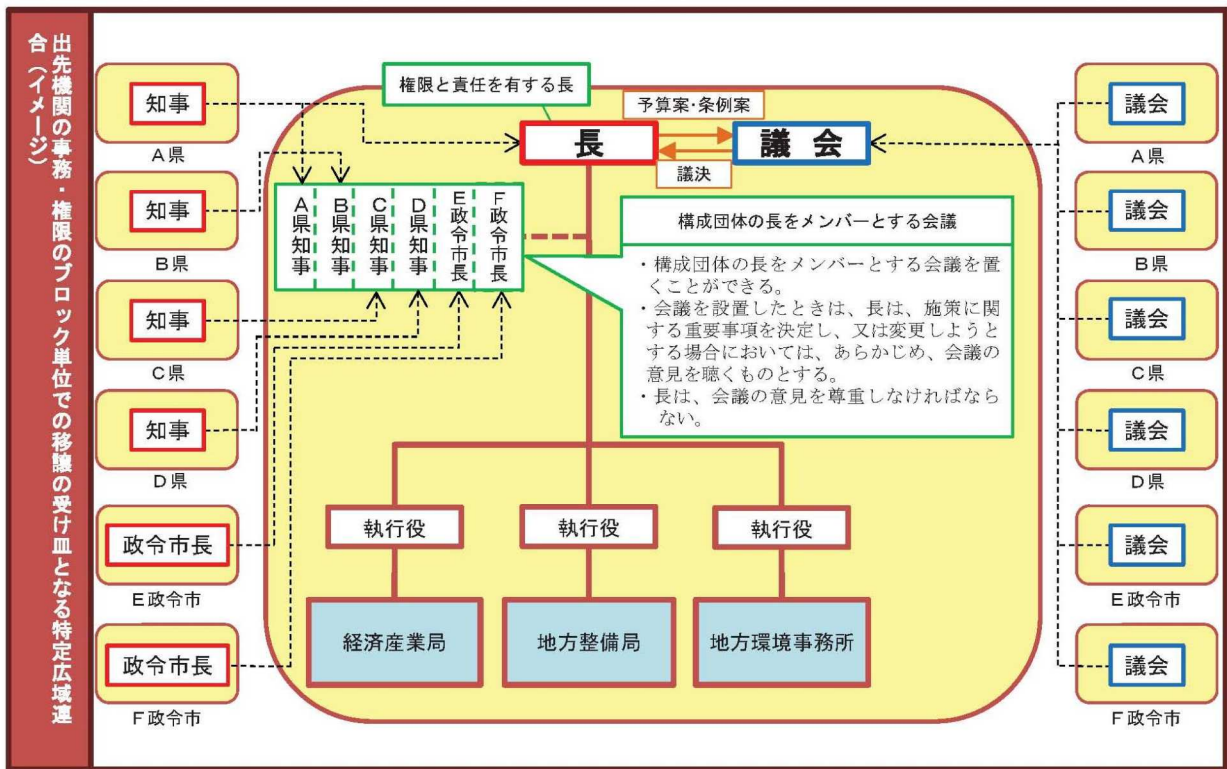 出先機関の事務・権限のブロック単位での移譲の受け皿となる特定広域連
合（イメージ）
知事
A県
知事
B県
知事
C県
知事
D県
政令市長
E政令市
政令市長
F政令市
権限と責任を有する長
長
予算案・条例案
議決
議会
A県知事
B県知事
C県知事
D県知事
E政令市長
F政令市長
構成団体の長をメンバーとする会議
・構成団体の長をメンバーとする会議を置
くことができる。
・会議を設置したときは、長は、施策に関
する重要事項を決定し、又は変更しようと
する場合においては、あらかじめ、会議の
意見を聴くものとする。
・長は、会議の意見を尊重しなければなら
ない。
執行役
執行役
執行役
経済産業局
地方整備局
地方環境事務所
議会
A県
議会
B県
議会
C県
議会
D県
議会
E政令市
議会
F政令市